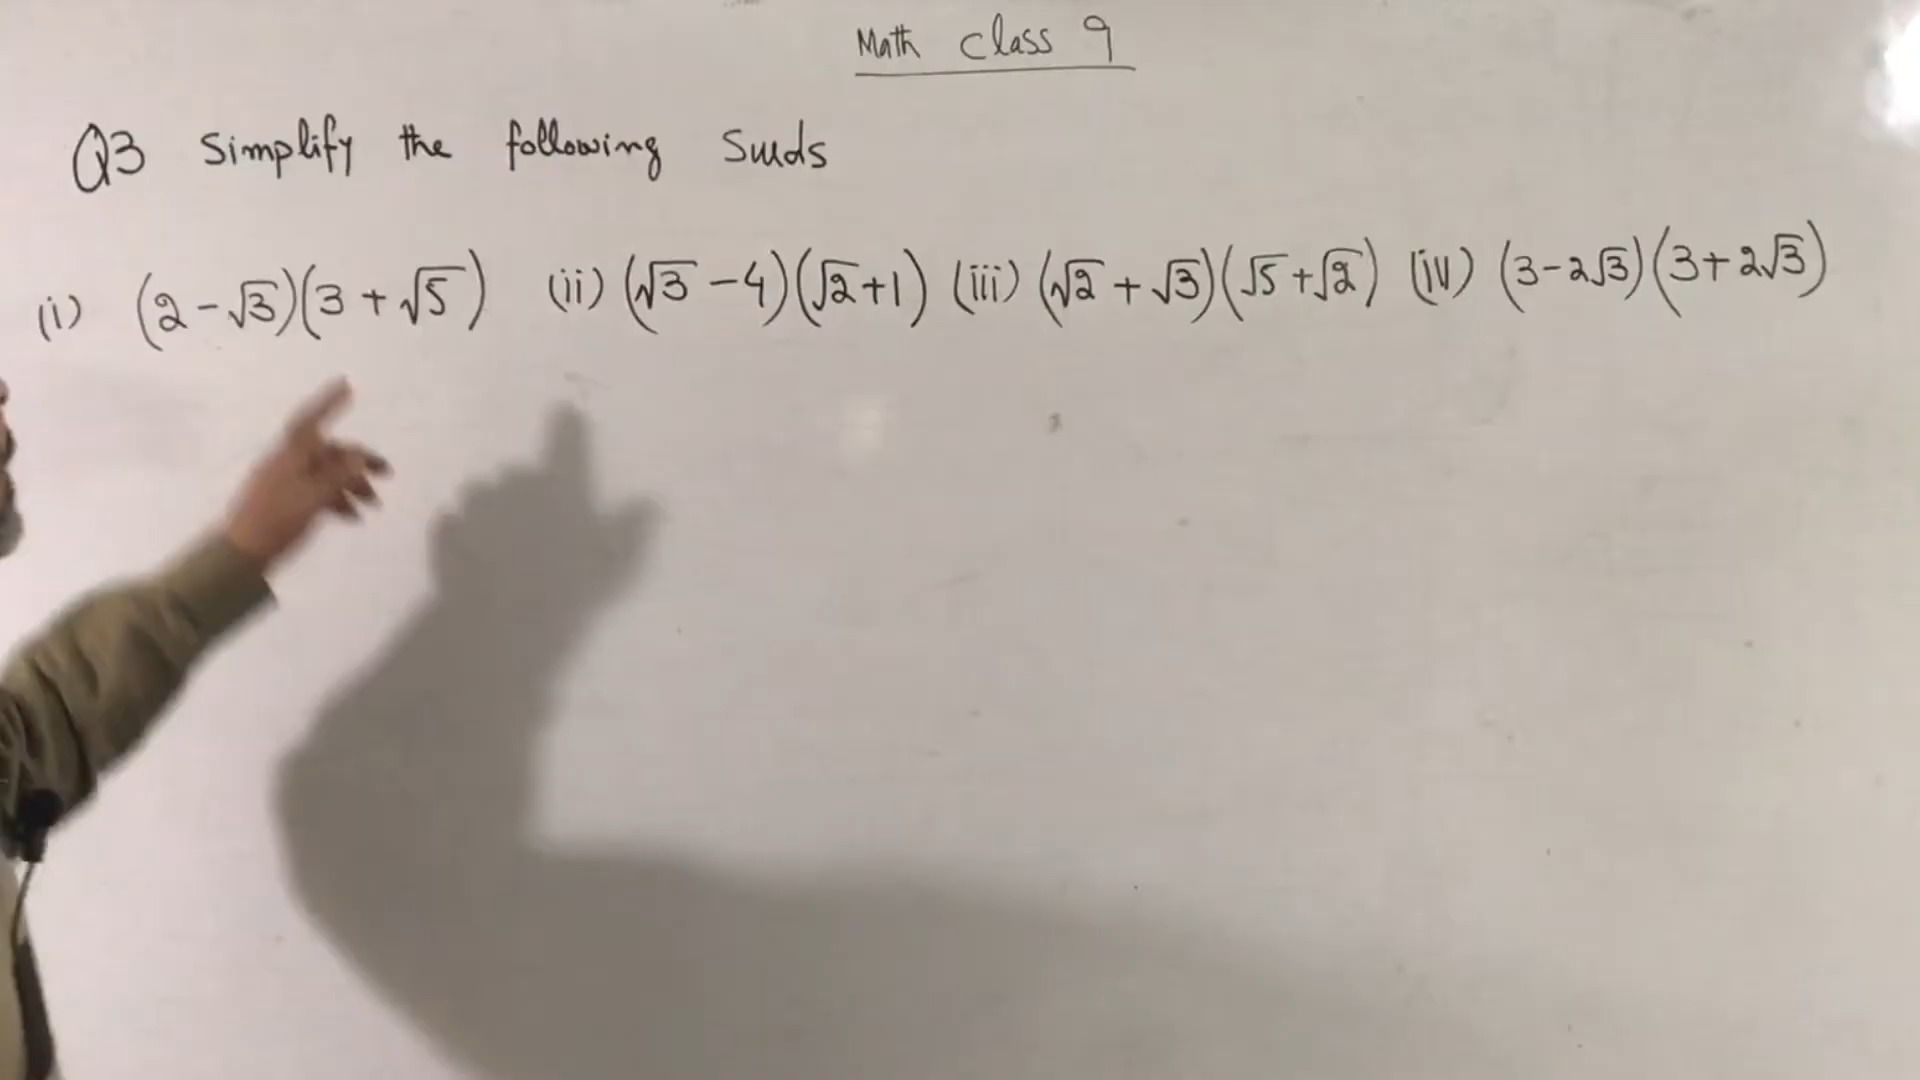 Math Class 9
Q3 Simplify the following Surds
(i) (2-√3)(3+√5) (ii) (√3-4)(√2+1) (iii) (√2+√3)(√5+√2) (iv) (3-2√3)(3+2√3)